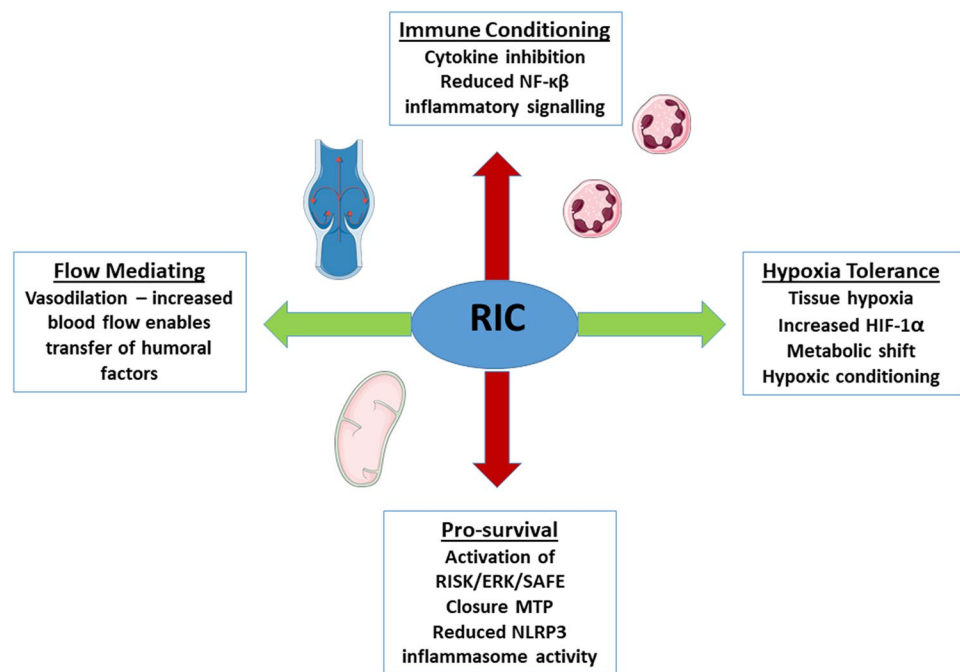 Immune Conditioning
Cytokine inhibition
Reduced NF-κβ
inflammatory signalling
Flow Mediating
Vasodilation – increased
blood flow enables
transfer of humoral
factors
RIC
Hypoxia Tolerance
Tissue hypoxia
Increased HIF-1α
Metabolic shift
Hypoxic conditioning
Pro-survival
Activation of
RISK/ERK/SAFE
Closure MTP
Reduced NLRP3
inflammasome activity